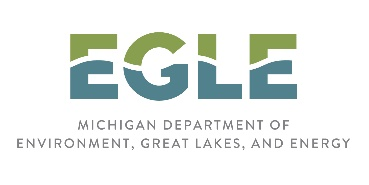 EGLE
MICHIGAN DEPARTMENT OF
ENVIRONMENT, GREAT LAKES, AND ENERGY